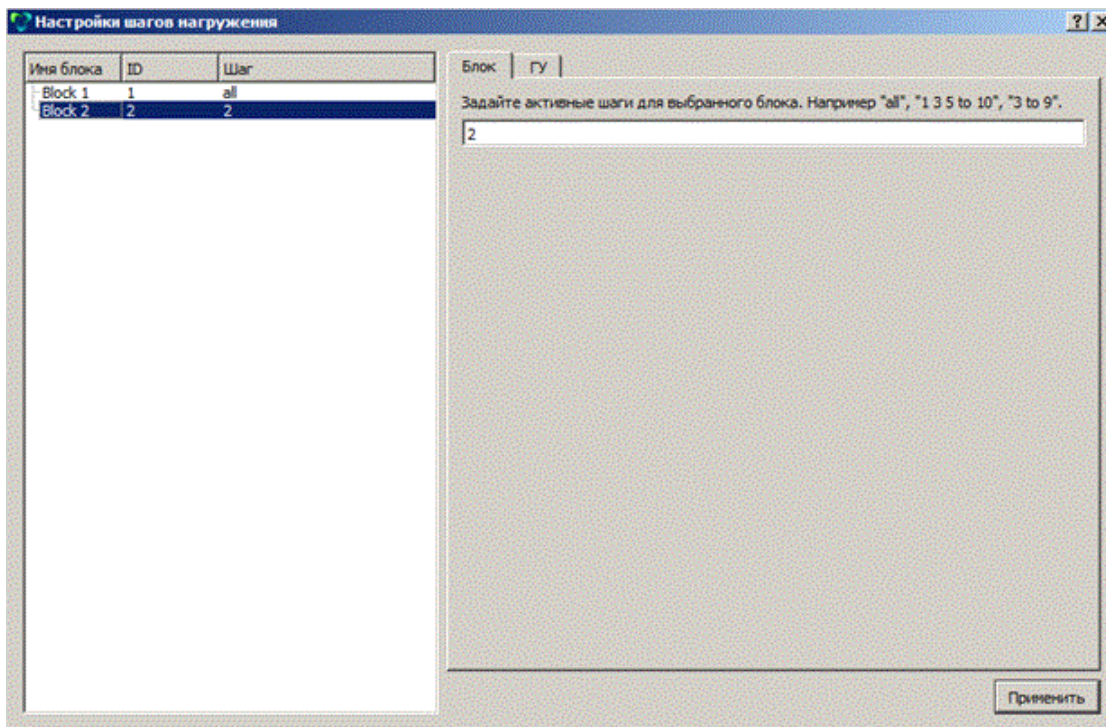 Настройки шагов нагружения
Имя блока ID Шаг
Block 1 1 all
Block 2 2 2
Блок ГУ
Задайте активные шаги для выбранного блока. Например "all", "1 3 5 to 10", "3 to 9".
2
Применить